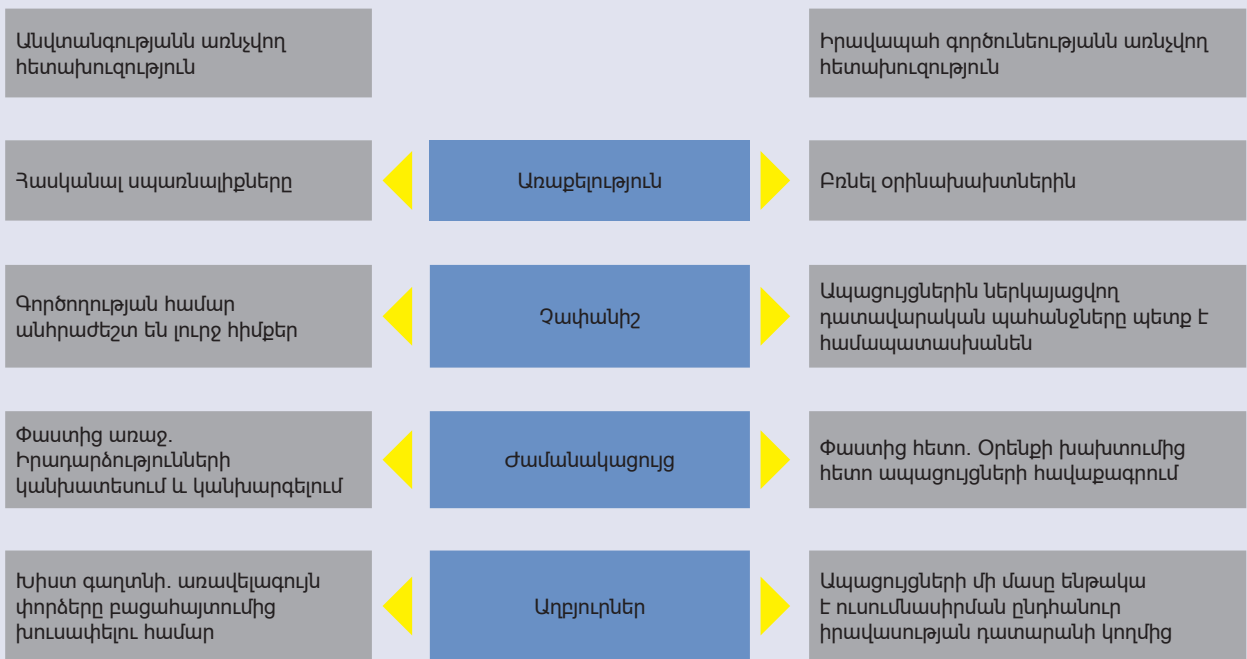 Անվտանգությանն առնչվող
հետախուզություն
Իրավապահ գործունեությանն առնչվող
հետախուզություն
Հասկանալ սպառնալիքները
Առաքելություն
Բռնել օրինախախտներին
Գործողության համար
անհրաժեշտ են լուրջ հիմքեր
Չափանիշ
Ապացույցներին ներկայացվող
դատավարական պահանջները պետք է
համապատասխանեն
Փաստից առաջ.
Իրադարձությունների
կանխատեսում և կանխարգելում
Ժամանակացույց
Փաստից հետո. Օրենքի խախտումից
հետո ապացույցների հավաքագրում
Խիստ գաղտնի. առավելագույն
փորձերը բացահայտումից
խուսափելու համար
Աղբյուրներ
Ապացույցների մի մասը ենթակա
է ուսումնասիրման ընդհանուր
իրավասության դատարանի կողմից